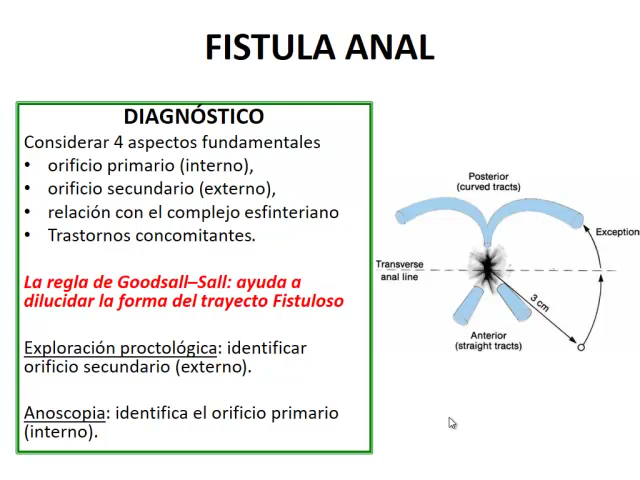 FISTULA ANAL
DIAGNÓSTICO
Considerar 4 aspectos fundamentales
• orificio primario (interno),
• orificio secundario (externo),
• relación con el complejo esfinteriano
• Trastornos concomitantes.
La regla de Goodsall–Sall: ayuda a
dilucidar la forma del trayecto Fistuloso
Exploración proctológica: identificar
orificio secundario (externo).
Anoscopia: identifica el orificio primario
(interno).
Posterior
(curved tracts)
Exception
Transverse
anal line
3 cm
Anterior
(straight tracts)